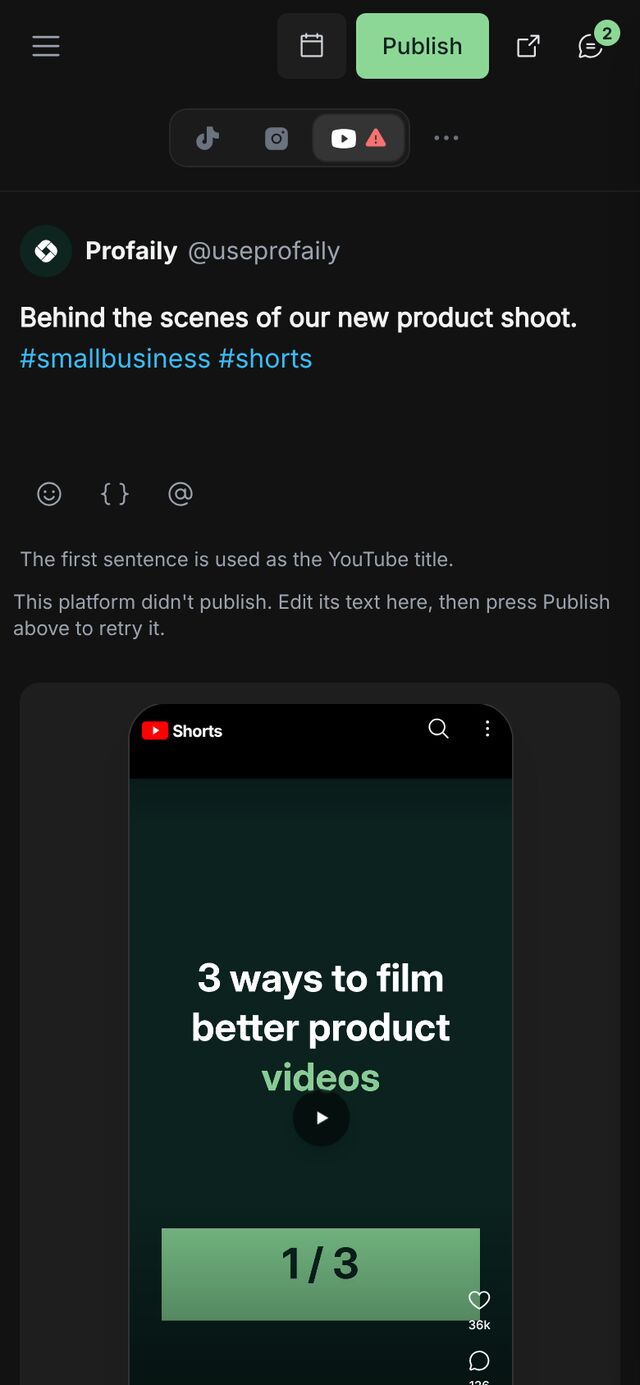 Publish
2
Profaily @useprofaily
Behind the scenes of our new product shoot.
#smallbusiness #shorts
{ } @
The first sentence is used as the YouTube title.
This platform didn't publish. Edit its text here, then press Publish
above to retry it.
Shorts
3 ways to film
better product
videos
1 / 3
36k